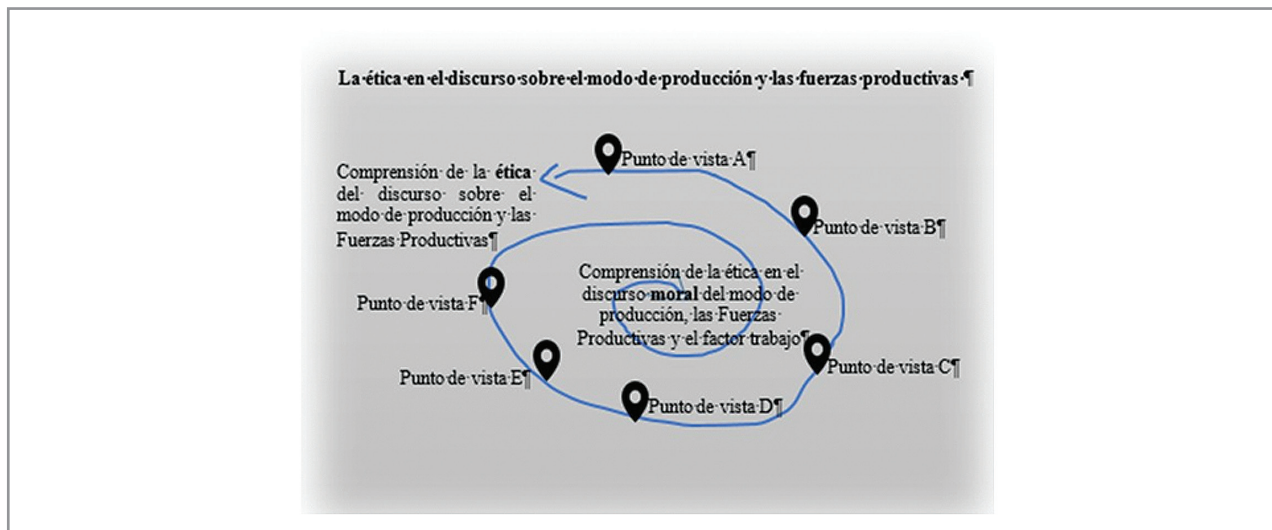 La·ética·en·el·discurso·sobre·el·modo·de·producción·y·las·fuerzas·productivas·¶
Punto·de·vista·A¶
Comprensión· de· la· ética·
del· discurso· sobre· el·
modo·de·producción·y·las·
Fuerzas·Productivas¶
Punto·de·vista·B¶
Comprensión·de·la·ética·en·el·
discurso·moral·del·modo·de·
producción,·las·Fuerzas·
Productivas·y·el·factor·trabajo¶
Punto·de·vista·F¶
Punto·de·vista·C¶
Punto·de·vista·E¶
Punto·de·vista·D¶